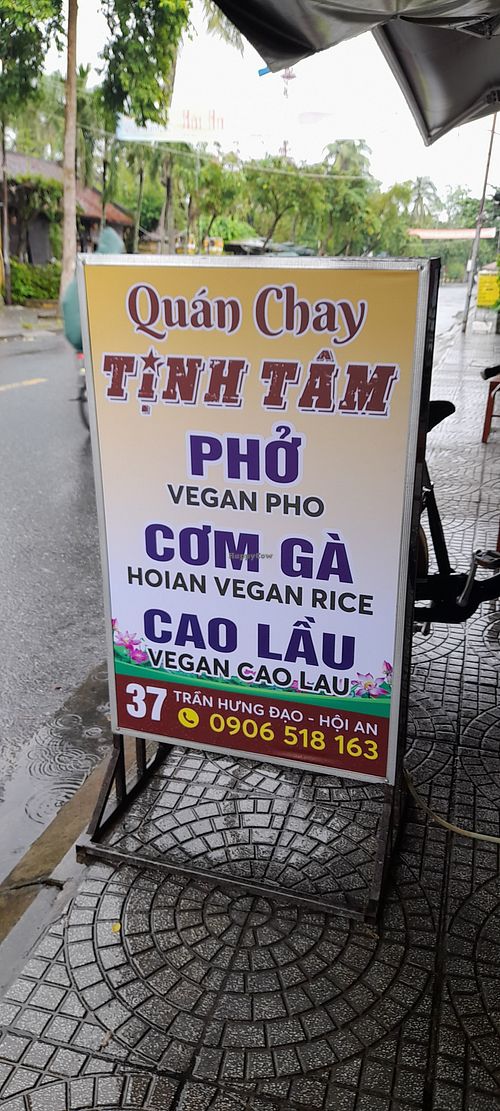 Quán Chay
TỊNH TÂM
PHỞ
VEGAN PHO
CƠM GÀ
HappyCow
HOIAN VEGAN RICE
CAO LẦU
VEGAN CAO LAU
37 TRẦN HƯNG ĐẠO - HỘI AN
0906 518 163